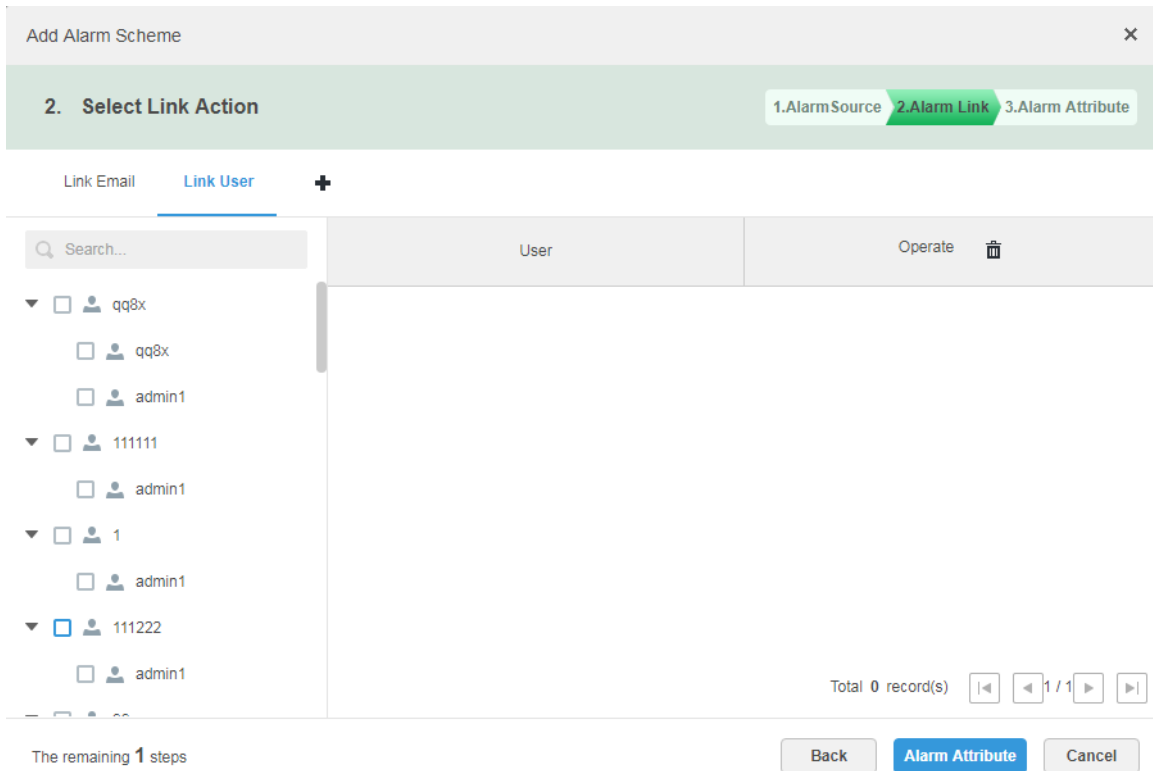 Add Alarm Scheme
2. Select Link Action
1.AlarmSource 2.Alarm Link 3.Alarm Attribute
Link Email Link User
Search...
User Operate
qq8x
qq8x
admin1
111111
admin1
1
admin1
111222
admin1
Total 0 record(s) 1 / 1
The remaining 1 steps
Back Alarm Attribute Cancel